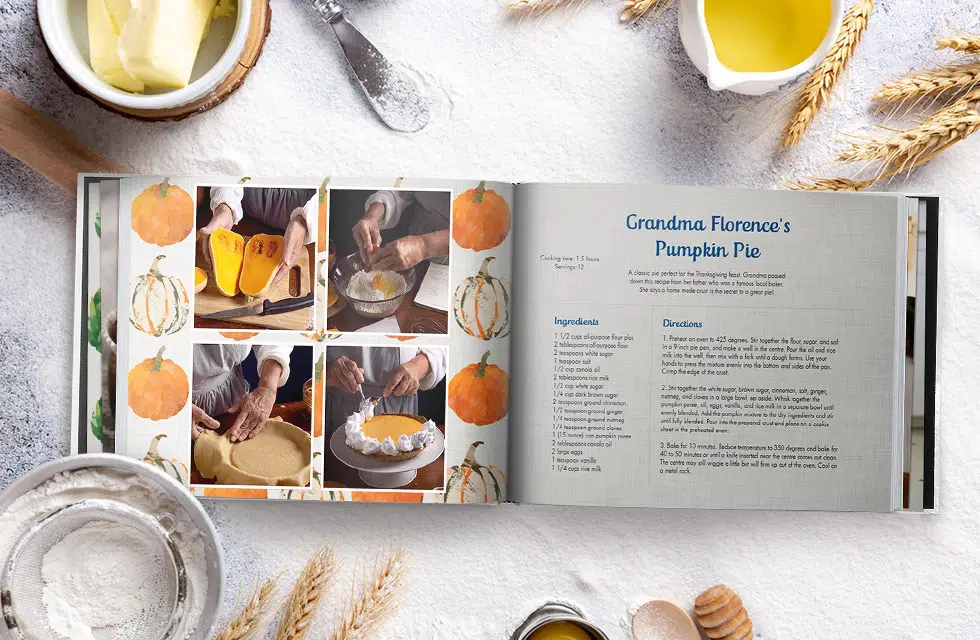 Grandma Florence's
Pumpkin Pie
Cooking time: 1.5 hours
Servings: 12
A classic pie perfect for the Thanksgiving feast. Grandma passed
down this recipe from her father who was a famous local baker.
She says a home made crust is the secret to a great pie!
Ingredients
1 1/2 cups all-purpose flour plus
2 tablespoons all-purpose flour
2 teaspoons white sugar
1 teaspoon salt
1/2 cup canola oil
2 tablespoons rice milk
1/2 cup white sugar
1/4 cup dark brown sugar
2 teaspoons ground cinnamon
1/2 teaspoon ground ginger
1/4 teaspoon ground nutmeg
1/4 teaspoon ground cloves
1 (15 ounce) can pumpkin puree
2 tablespoons canola oil
2 large eggs
1 teaspoon vanilla
1 1/4 cups rice milk
Directions
1. Preheat an oven to 425 degrees. Stir together the flour, sugar, and salt
in a 9 inch pie pan, and make a well in the centre. Pour the oil and rice
milk into the well, then mix with a fork until a dough forms. Use your
hands to press the mixture evenly into the bottom and sides of the pan.
Crimp the edge of the crust.
2. Stir together the white sugar, brown sugar, cinnamon, salt, ginger,
nutmeg, and cloves in a large bowl; set aside. Whisk together the
pumpkin puree, oil, eggs, vanilla, and rice milk in a separate bowl until
evenly blended. Add the pumpkin mixture to the dry ingredients and stir
until fully blended. Pour into the prepared crust and place on a cookie
sheet in the preheated oven.
3. Bake for 10 minutes. Reduce temperature to 350 degrees and bake for
40 to 50 minutes or until a knife inserted near the centre comes out clean.
The centre may still wiggle a little but will firm up out of the oven. Cool on
a metal rack.